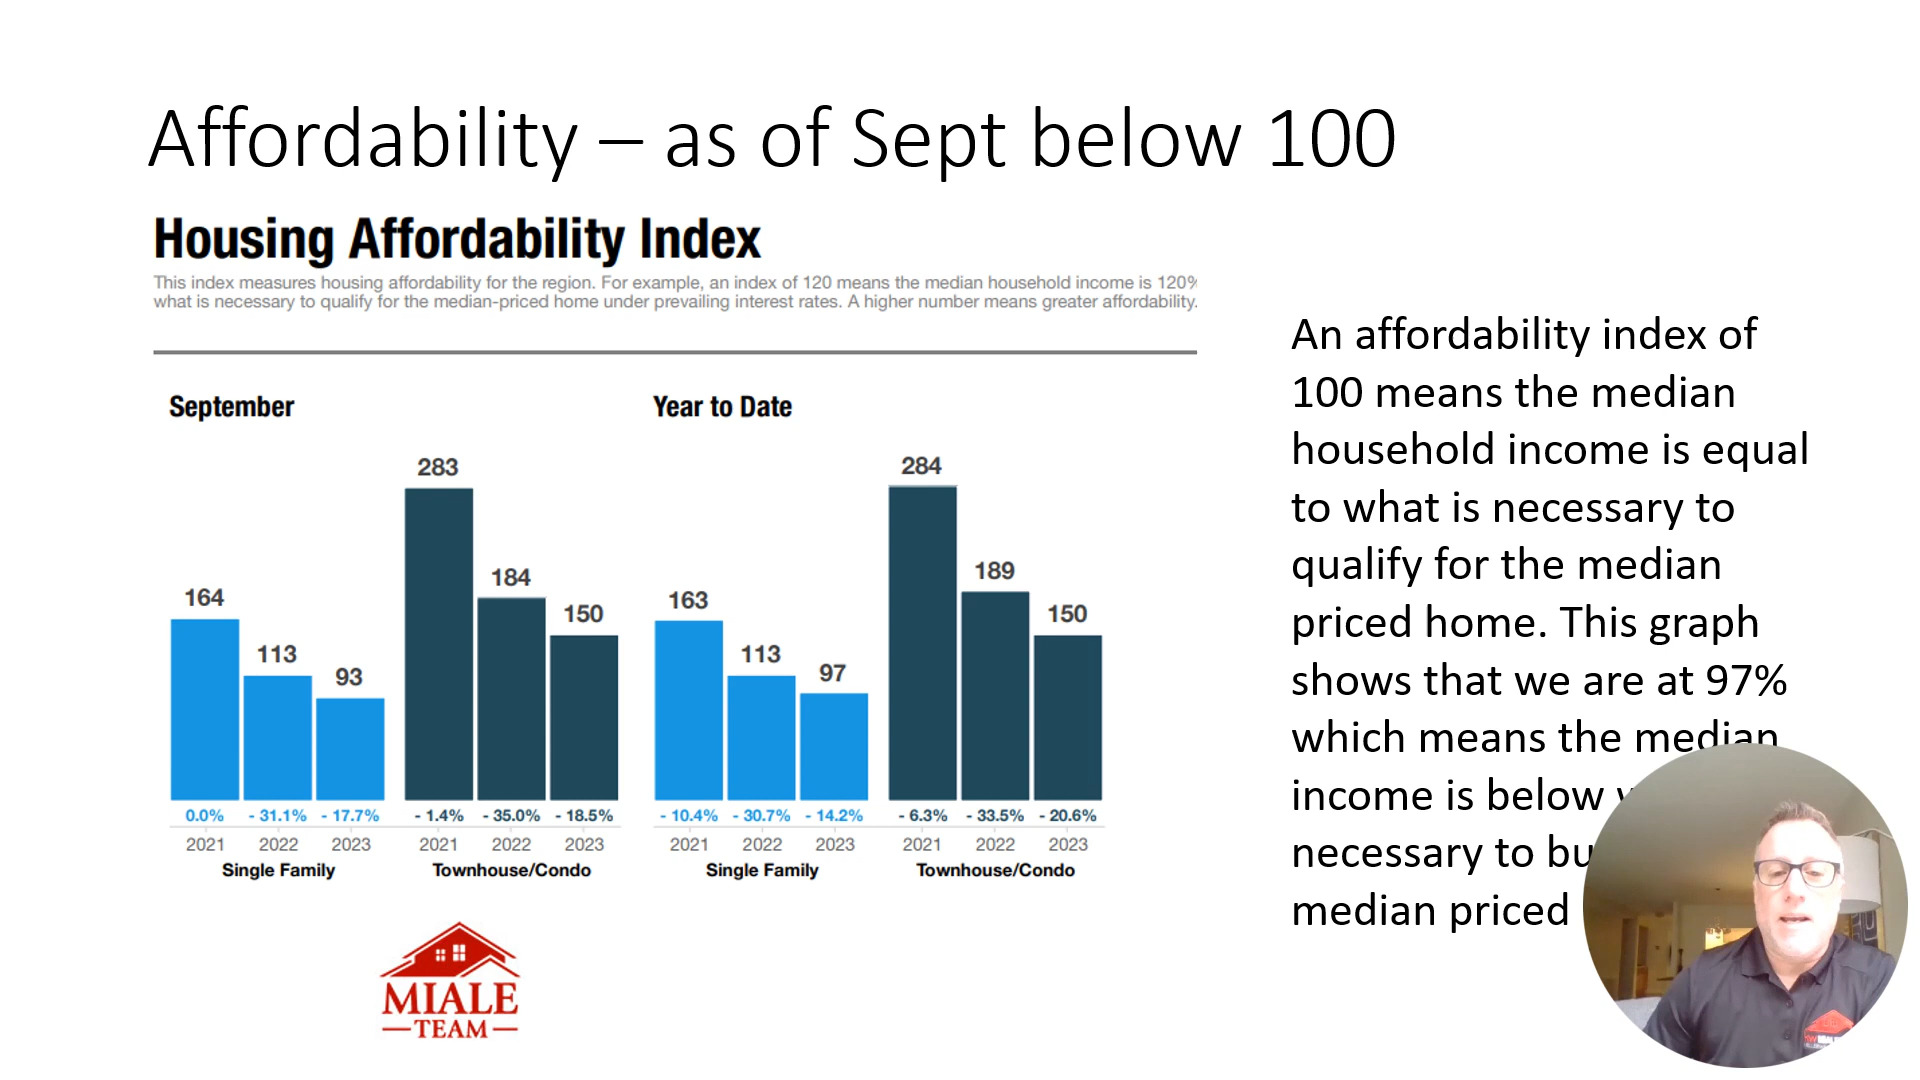 Affordability – as of Sept below 100
Housing Affordability Index
This index measures housing affordability for the region. For example, an index of 120 means the median household income is 120%
what is necessary to qualify for the median-priced home under prevailing interest rates. A higher number means greater affordability.
September
Year to Date
283
284
184
189
164
163
150
150
113
113
93
97
0.0% - 31.1% - 17.7% - 1.4% - 35.0% - 18.5% - 10.4% - 30.7% - 14.2% - 6.3% - 33.5% - 20.6%
2021 2022 2023 2021 2022 2023 2021 2022 2023 2021 2022 2023
Single Family Townhouse/Condo Single Family Townhouse/Condo
An affordability index of
100 means the median
household income is equal
to what is necessary to
qualify for the median
priced home. This graph
shows that we are at 97%
which means the median
income is below
necessary to
median priced
MIALE
TEAM